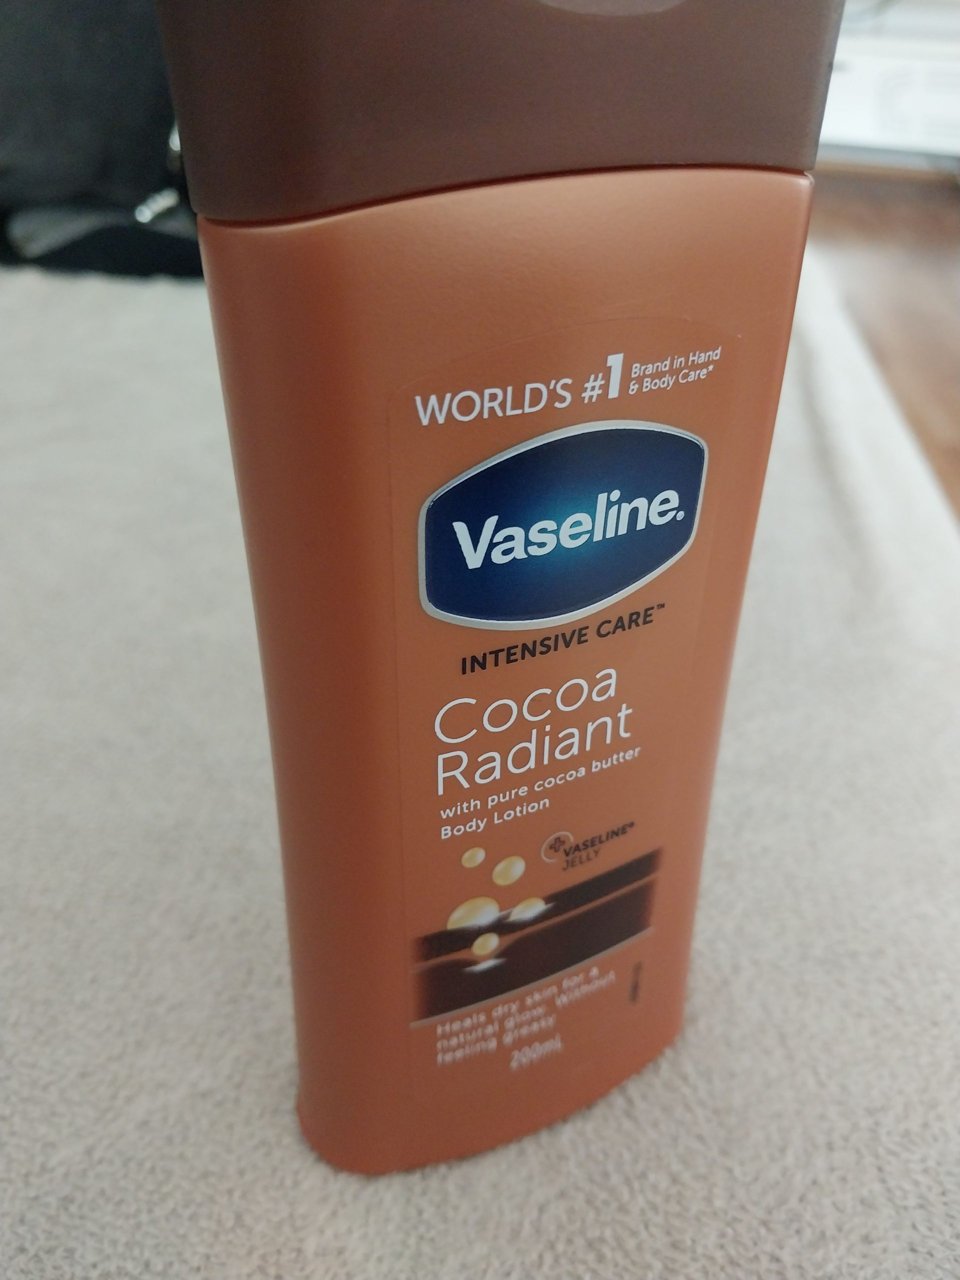 WORLD'S #1 Brand in Hand
& Body Care*
Vaseline.
INTENSIVE CARE™
Cocoa
Radiant
with pure cocoa butter
Body Lotion
VASELINE®
JELLY
Heals dry skin for a
natural glow. Without
feeling greasy
200mL